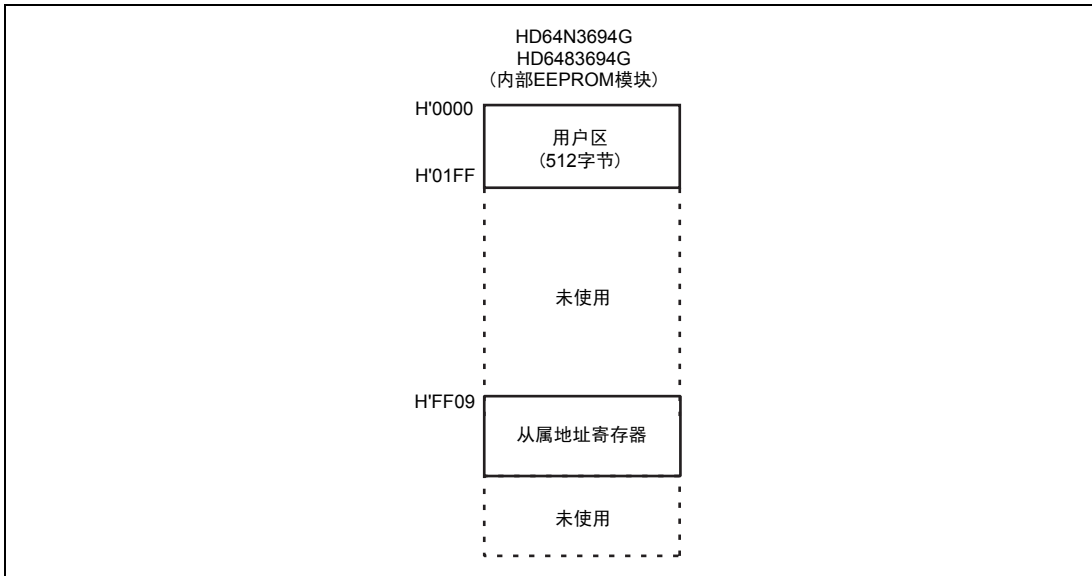 HD64N3694G
HD6483694G
（内部EEPROM模块）
H'0000
用户区
（512字节）
H'01FF
未使用
H'FF09
从属地址寄存器
未使用